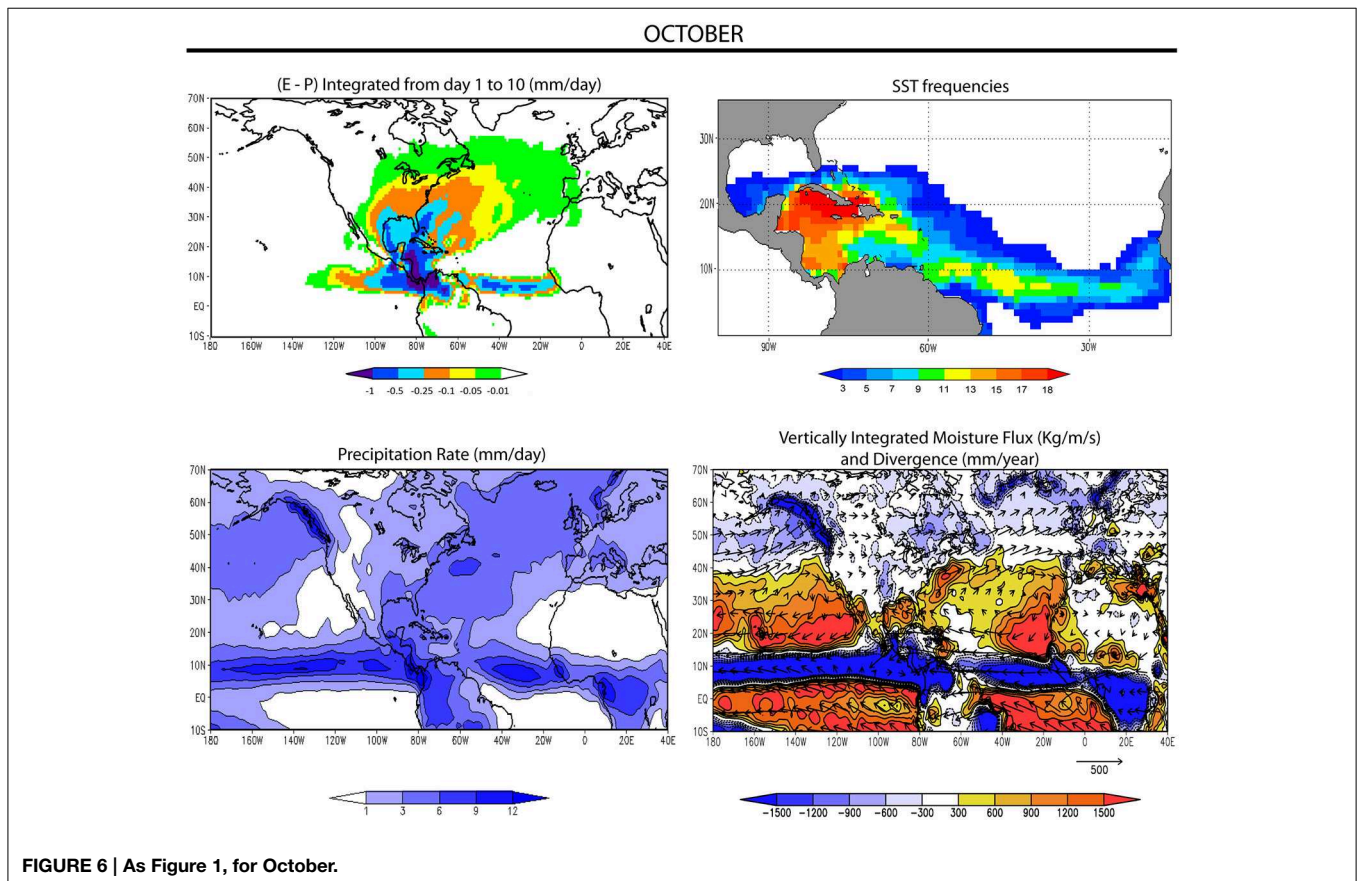 OCTOBER
(E - P) Integrated from day 1 to 10 (mm/day)
70N
60N
50N
40N
30N
20N
10N
EQ
10S
180 160W 140W 120W 100W 80W 60W 40W 20W 0 20E 40E
-1 -0.5 -0.25 -0.1 -0.05 -0.01
SST frequencies
30N
20N
10N
90W 60W 30W
3 5 7 9 11 13 15 17 18
Precipitation Rate (mm/day)
70N
60N
50N
40N
30N
20N
10N
EQ
10S
180 160W 140W 120W 100W 80W 60W 40W 20W 0 20E 40E
1 3 6 9 12
Vertically Integrated Moisture Flux (Kg/m/s)
and Divergence (mm/year)
70N
60N
50N
40N
30N
20N
10N
EQ
10S
180 160W 140W 120W 100W 80W 60W 40W 20W 0 20E 40E
500
-1500 -1200 -900 -600 -300 300 600 900 1200 1500
FIGURE 6 | As Figure 1, for October.